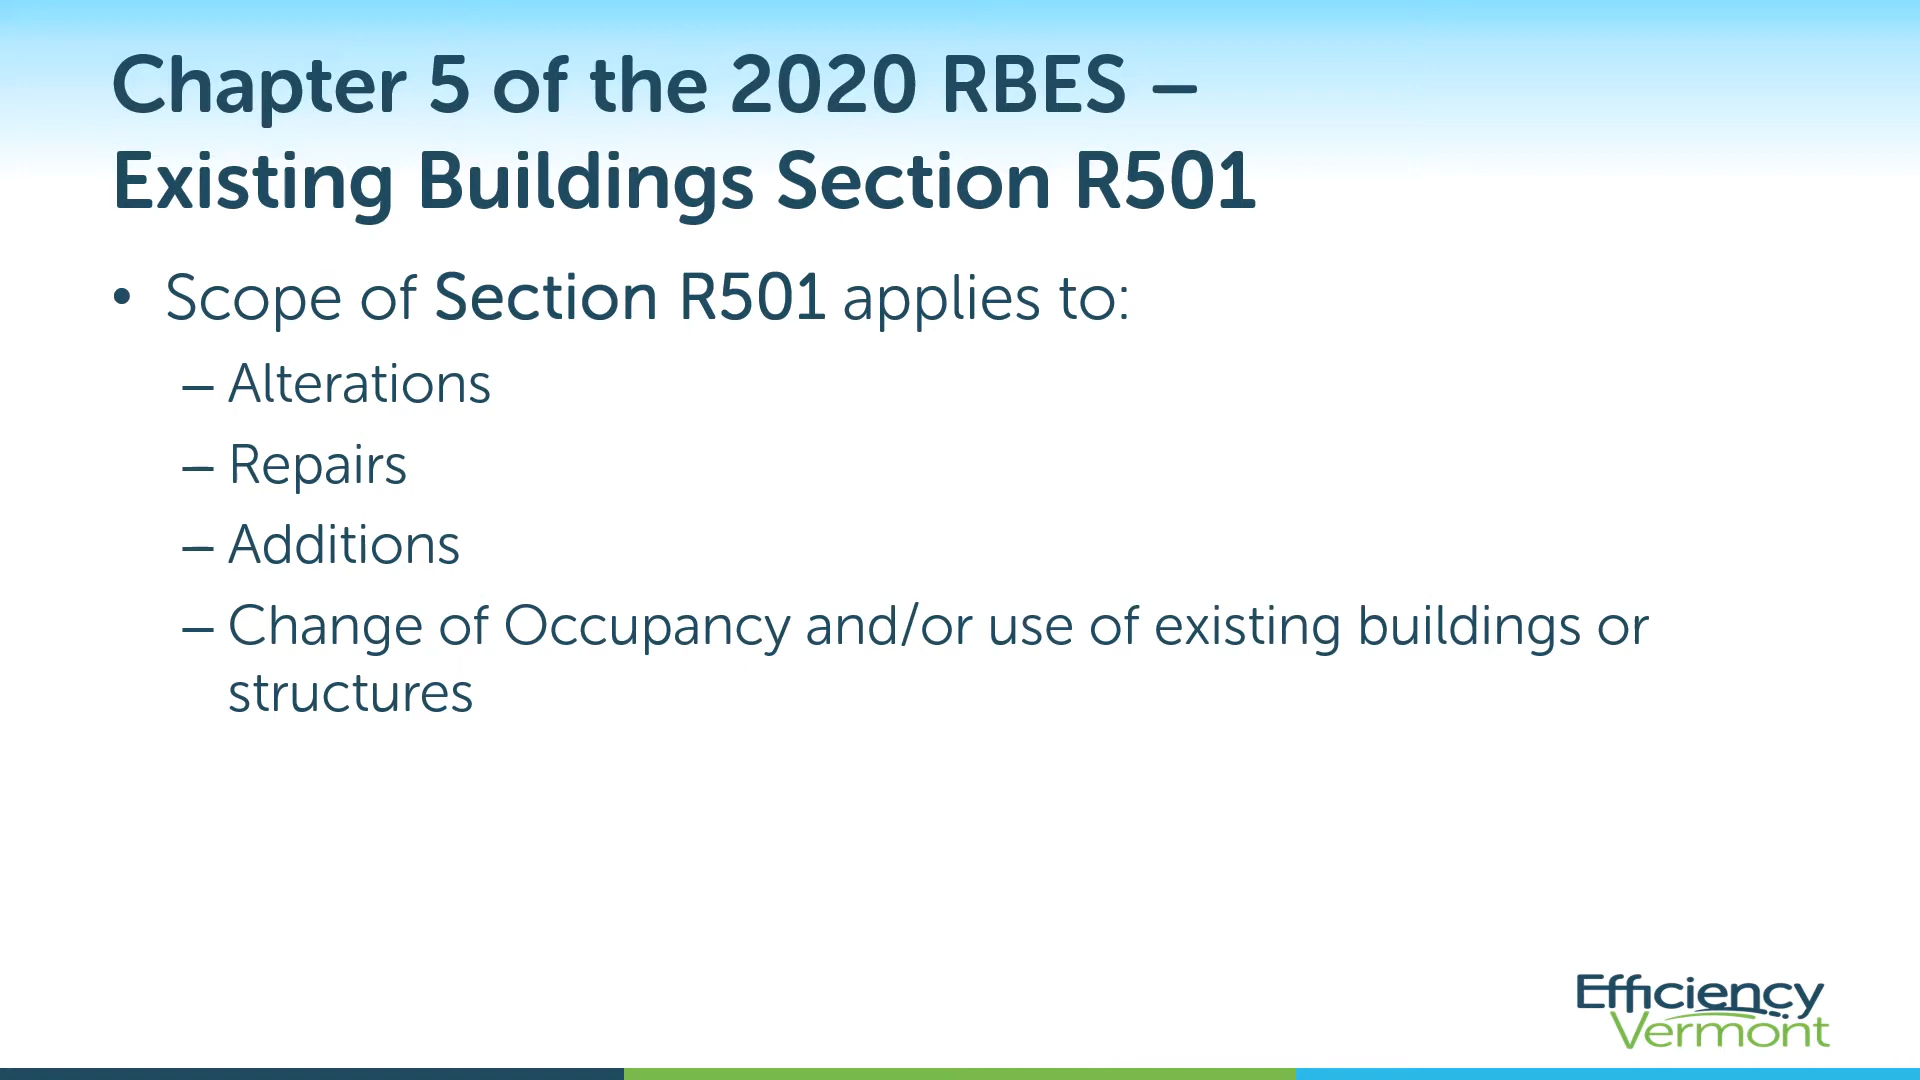 Chapter 5 of the 2020 RBES –
Existing Buildings Section R501
• Scope of Section R501 applies to:
– Alterations
– Repairs
– Additions
– Change of Occupancy and/or use of existing buildings or
structures
Efficiency
Vermont